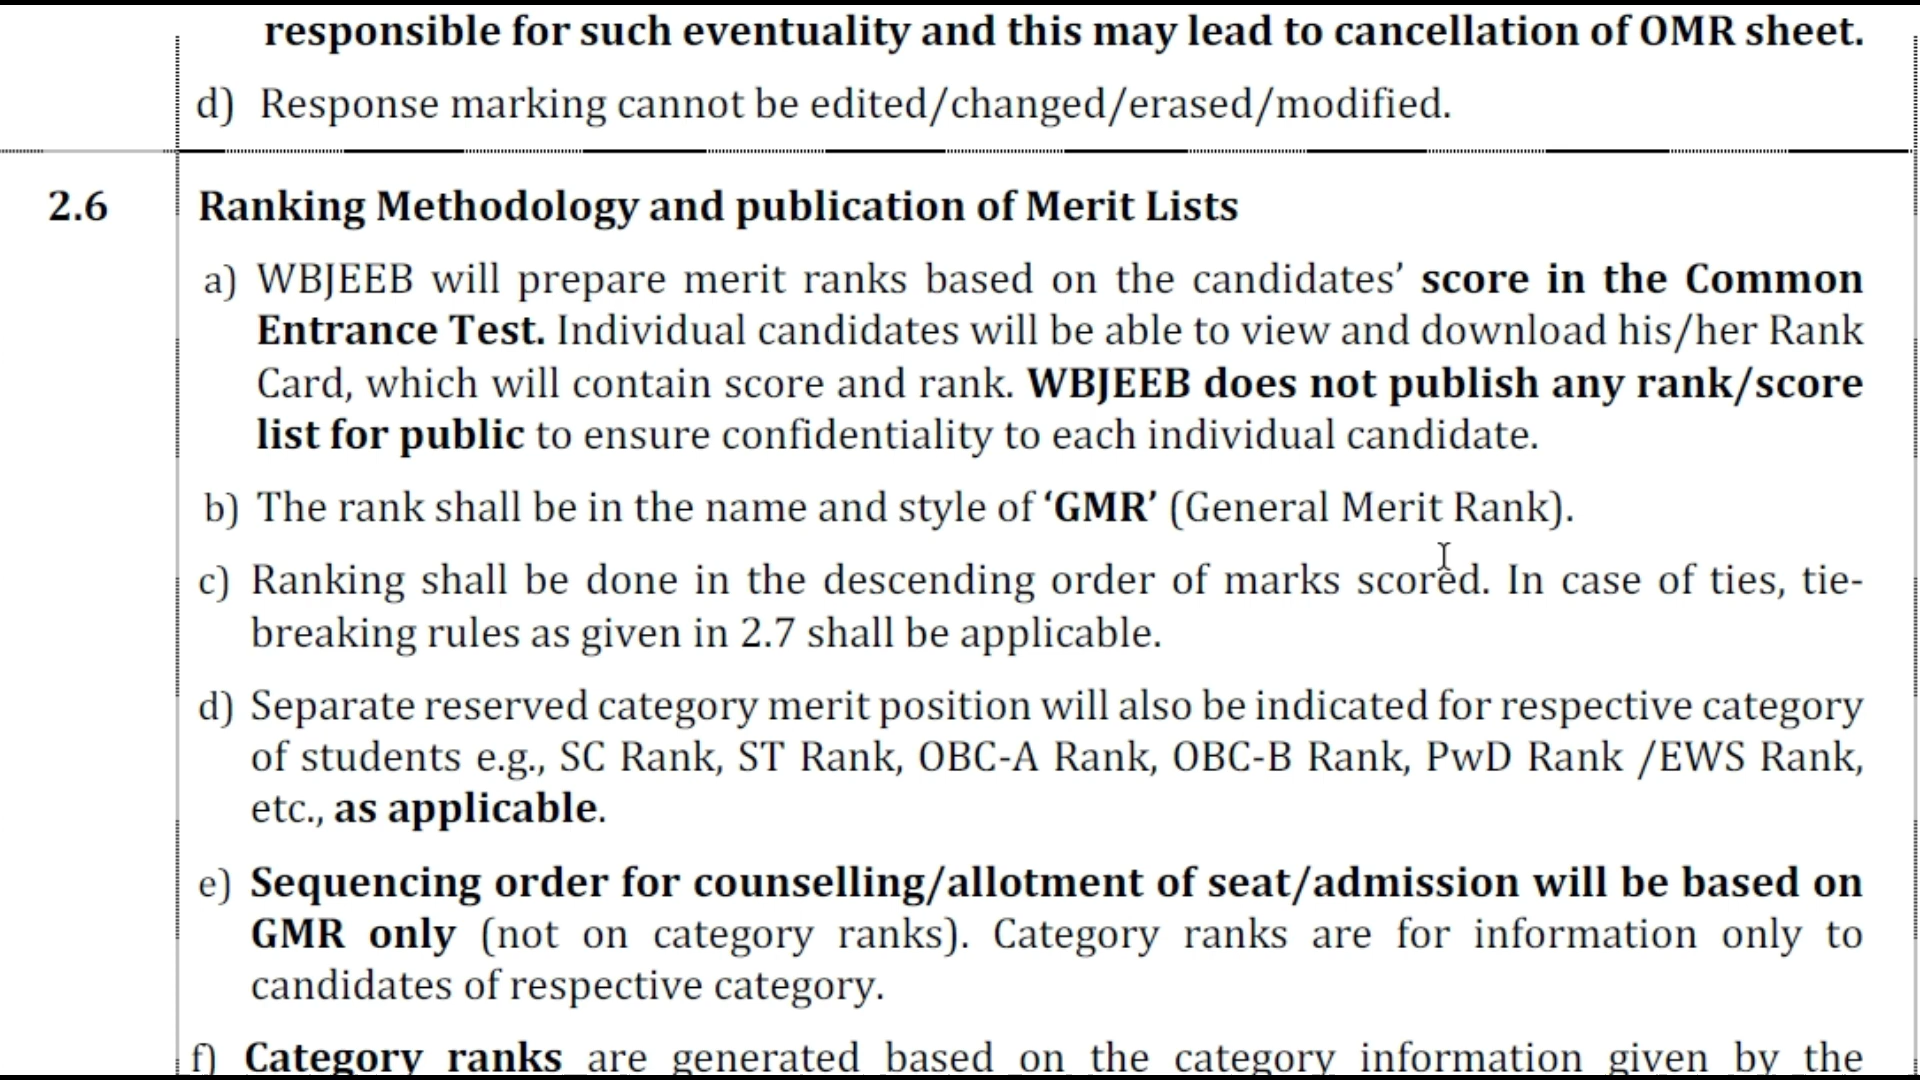 responsible for such eventuality and this may lead to cancellation of OMR sheet.
d) Response marking cannot be edited/changed/erased/modified.
2.6 Ranking Methodology and publication of Merit Lists
a) WBJEEB will prepare merit ranks based on the candidates’ score in the Common
Entrance Test. Individual candidates will be able to view and download his/her Rank
Card, which will contain score and rank. WBJEEB does not publish any rank/score
list for public to ensure confidentiality to each individual candidate.
b) The rank shall be in the name and style of ‘GMR’ (General Merit Rank).
c) Ranking shall be done in the descending order of marks scored. In case of ties, tie-
breaking rules as given in 2.7 shall be applicable.
d) Separate reserved category merit position will also be indicated for respective category
of students e.g., SC Rank, ST Rank, OBC-A Rank, OBC-B Rank, PwD Rank /EWS Rank,
etc., as applicable.
e) Sequencing order for counselling/allotment of seat/admission will be based on
GMR only (not on category ranks). Category ranks are for information only to
candidates of respective category.
f) Category ranks are generated based on the category information given by the